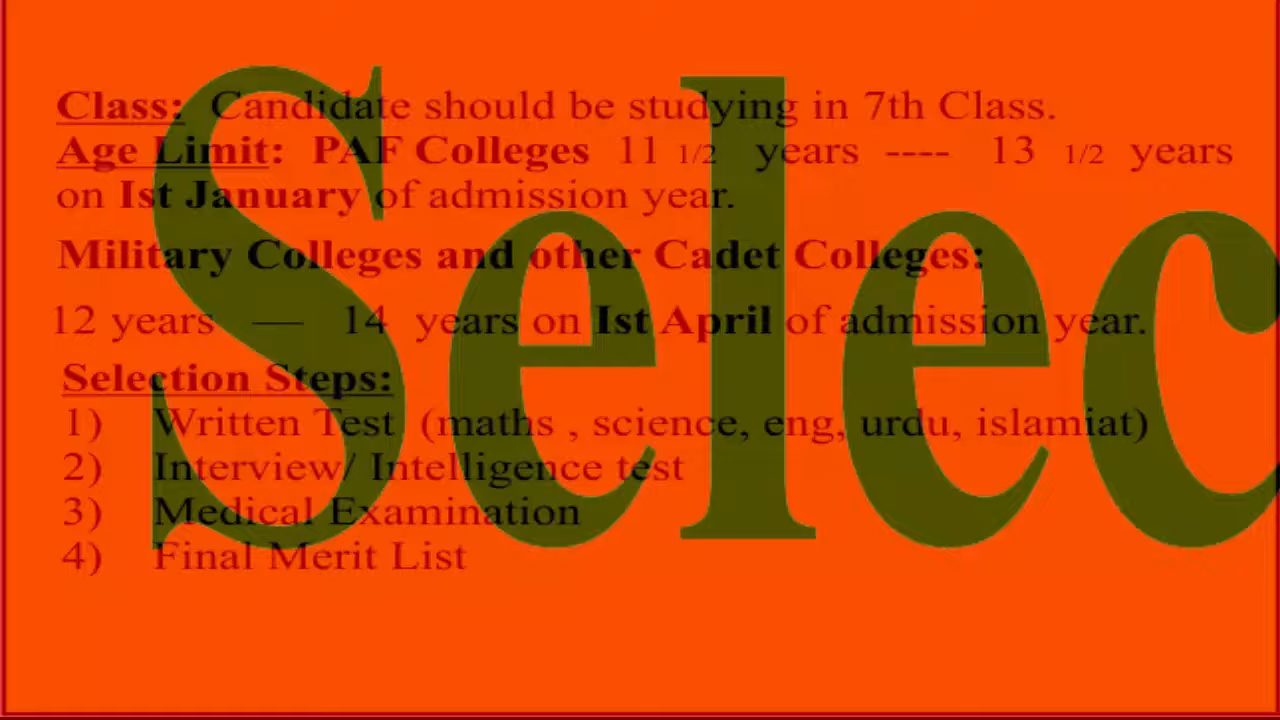 Class: Candidate should be studying in 7th Class.
Age Limit: PAF Colleges 11 1/2 years ---- 13 1/2 years
on Ist January of admission year.
Military Colleges and other Cadet Colleges:
12 years — 14 years on Ist April of admission year.
Selection Steps:
1) Written Test (maths , science, eng, urdu, islamiat)
2) Interview/ Intelligence test
3) Medical Examination
4) Final Merit List
Selec